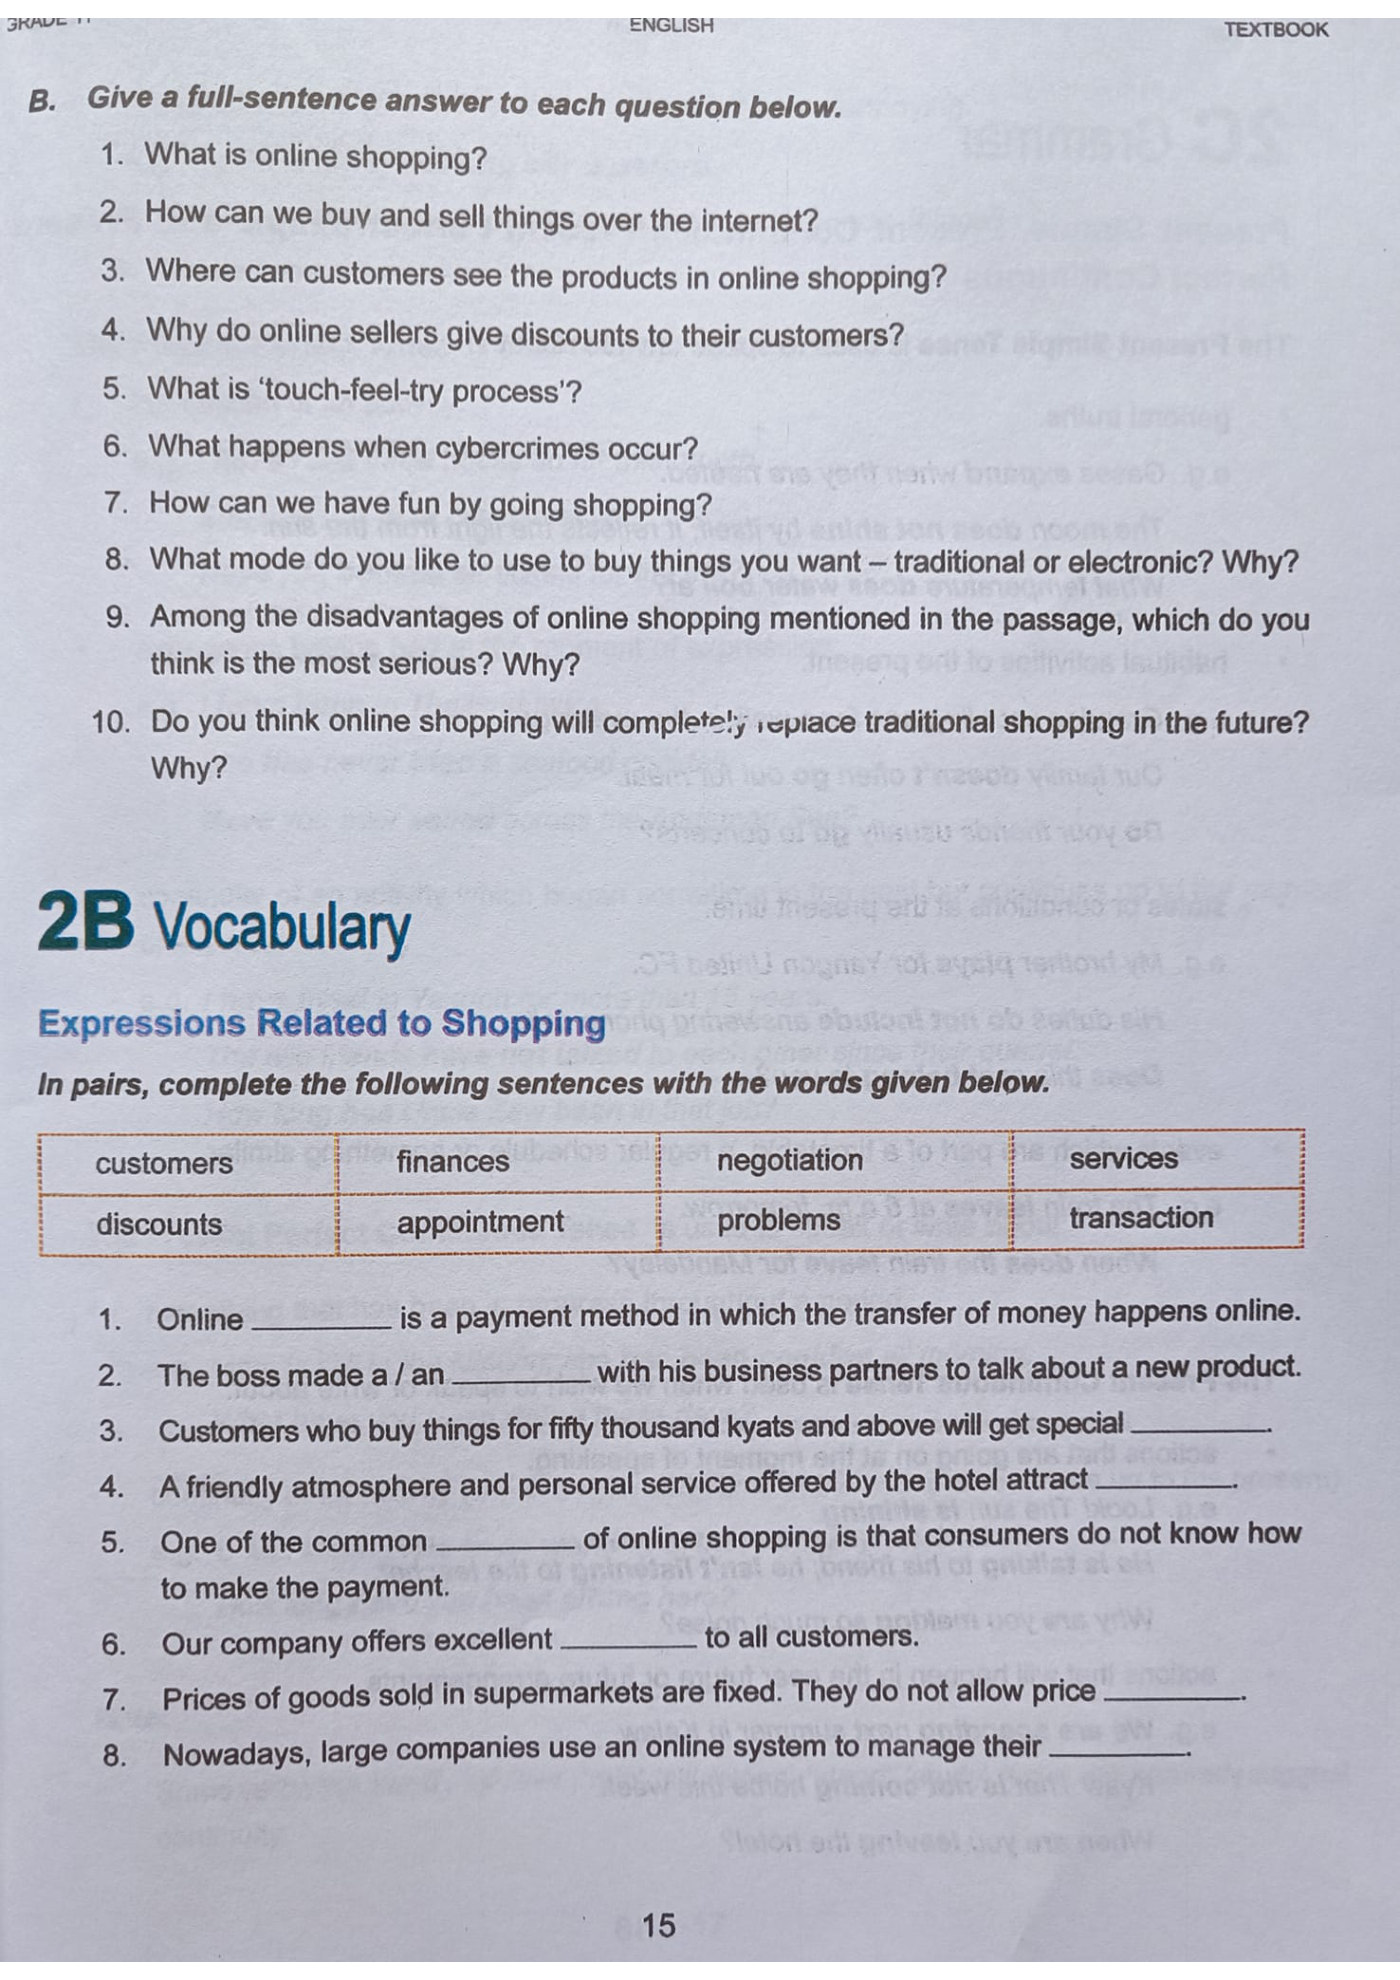 GRADE 11
ENGLISH
TEXTBOOK
B. Give a full-sentence answer to each question below.
1. What is online shopping?
2. How can we buy and sell things over the internet?
3. Where can customers see the products in online shopping?
4. Why do online sellers give discounts to their customers?
5. What is ‘touch-feel-try process’?
6. What happens when cybercrimes occur?
7. How can we have fun by going shopping?
8. What mode do you like to use to buy things you want – traditional or electronic? Why?
9. Among the disadvantages of online shopping mentioned in the passage, which do you
think is the most serious? Why?
10. Do you think online shopping will completely replace traditional shopping in the future?
Why?
2B Vocabulary
Expressions Related to Shopping
In pairs, complete the following sentences with the words given below.
customers finances negotiation services
discounts appointment problems transaction
1. Online ________ is a payment method in which the transfer of money happens online.
2. The boss made a / an ________ with his business partners to talk about a new product.
3. Customers who buy things for fifty thousand kyats and above will get special ________.
4. A friendly atmosphere and personal service offered by the hotel attract ________.
5. One of the common ________ of online shopping is that consumers do not know how
to make the payment.
6. Our company offers excellent ________ to all customers.
7. Prices of goods sold in supermarkets are fixed. They do not allow price ________.
8. Nowadays, large companies use an online system to manage their ________.
15